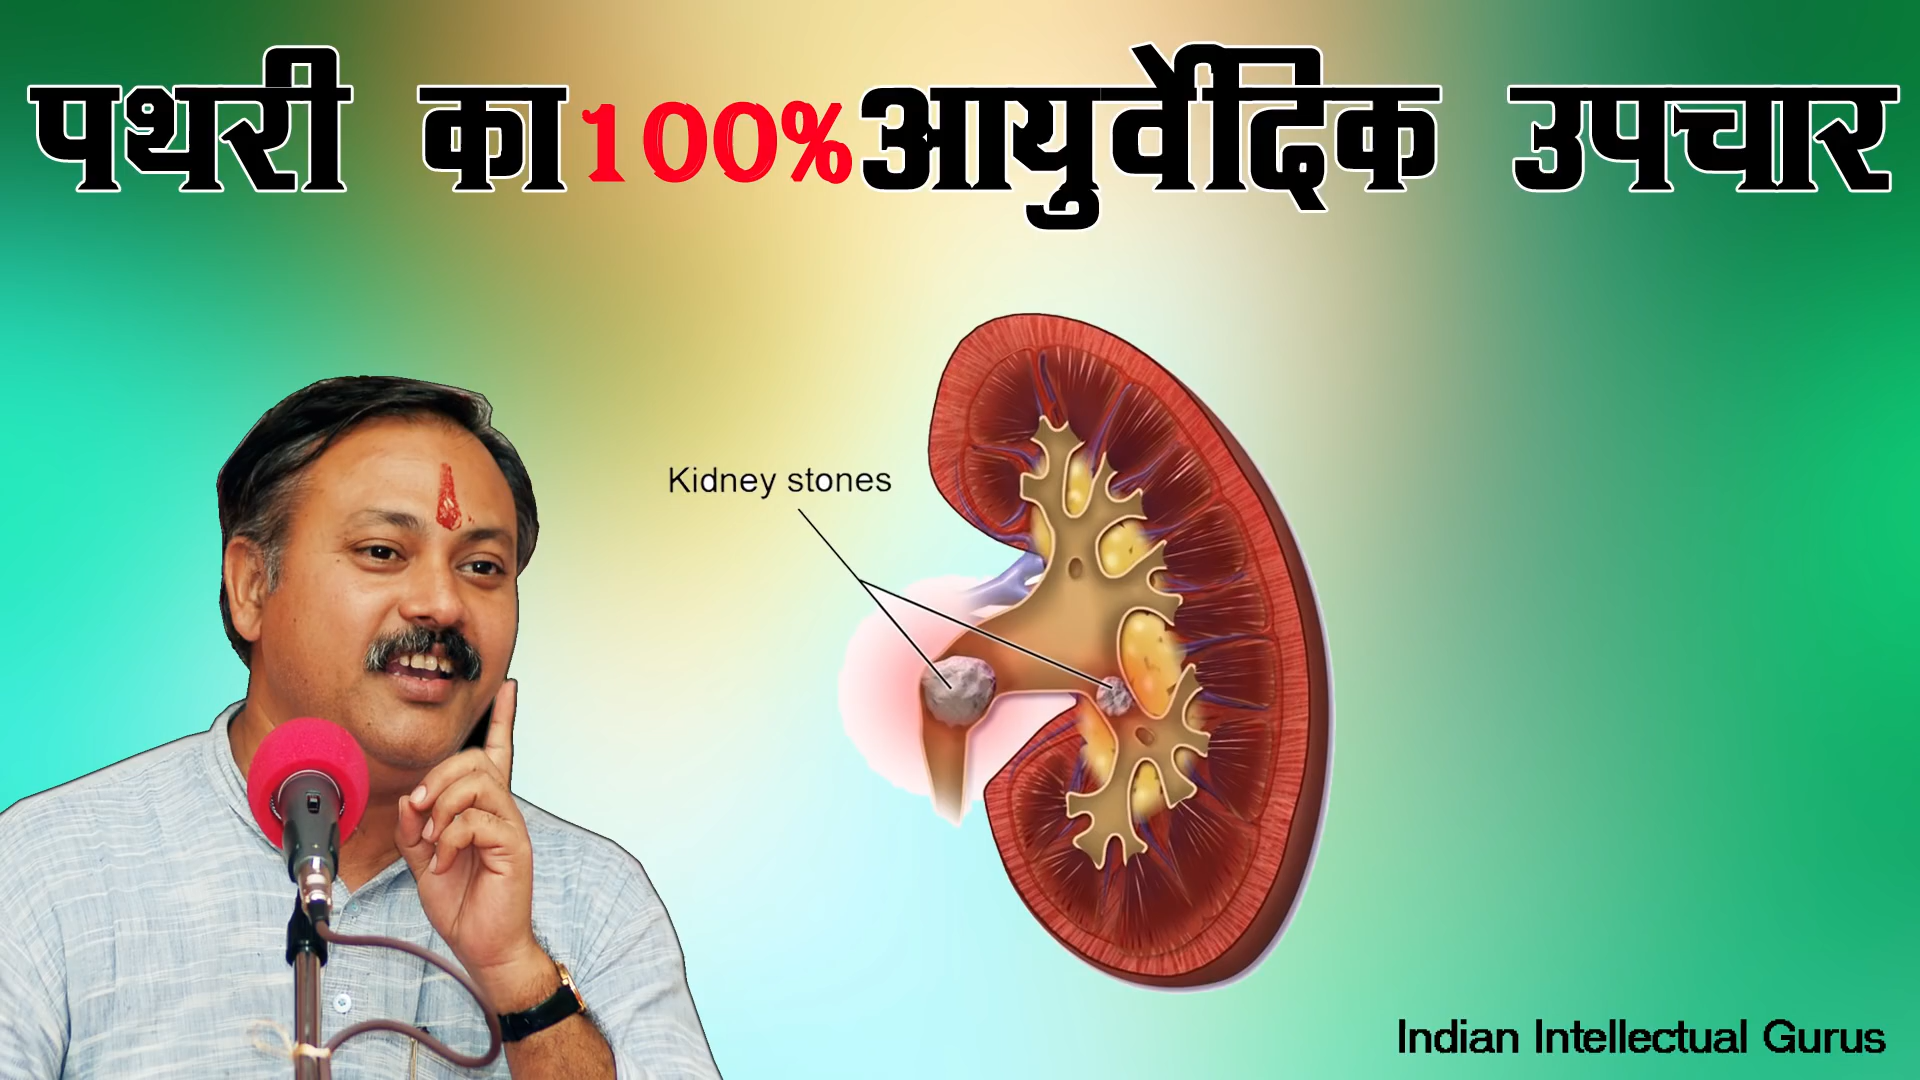 पथरी का 100% आयुर्वेदिक उपचार
Kidney stones
Indian Intellectual Gurus